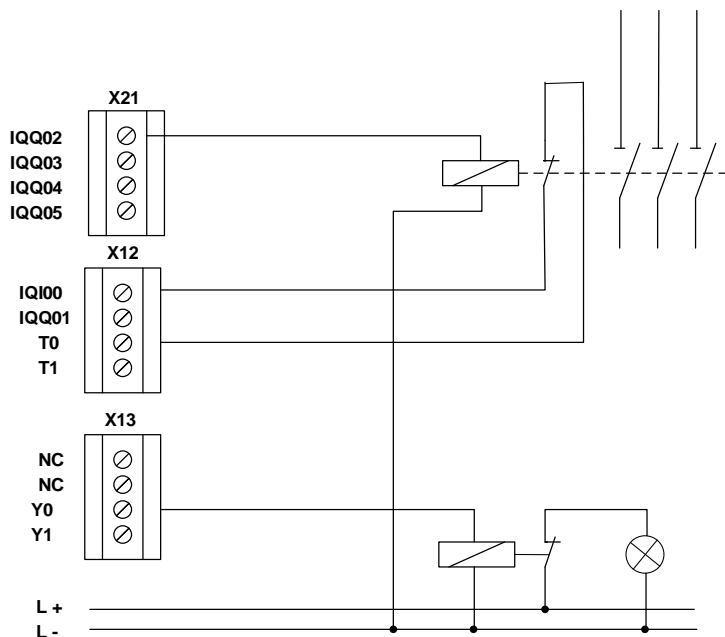 X21
IQQ02
IQQ03
IQQ04
IQQ05
X12
IQI00
IQQ01
T0
T1
X13
NC
NC
Y0
Y1
L +
L -